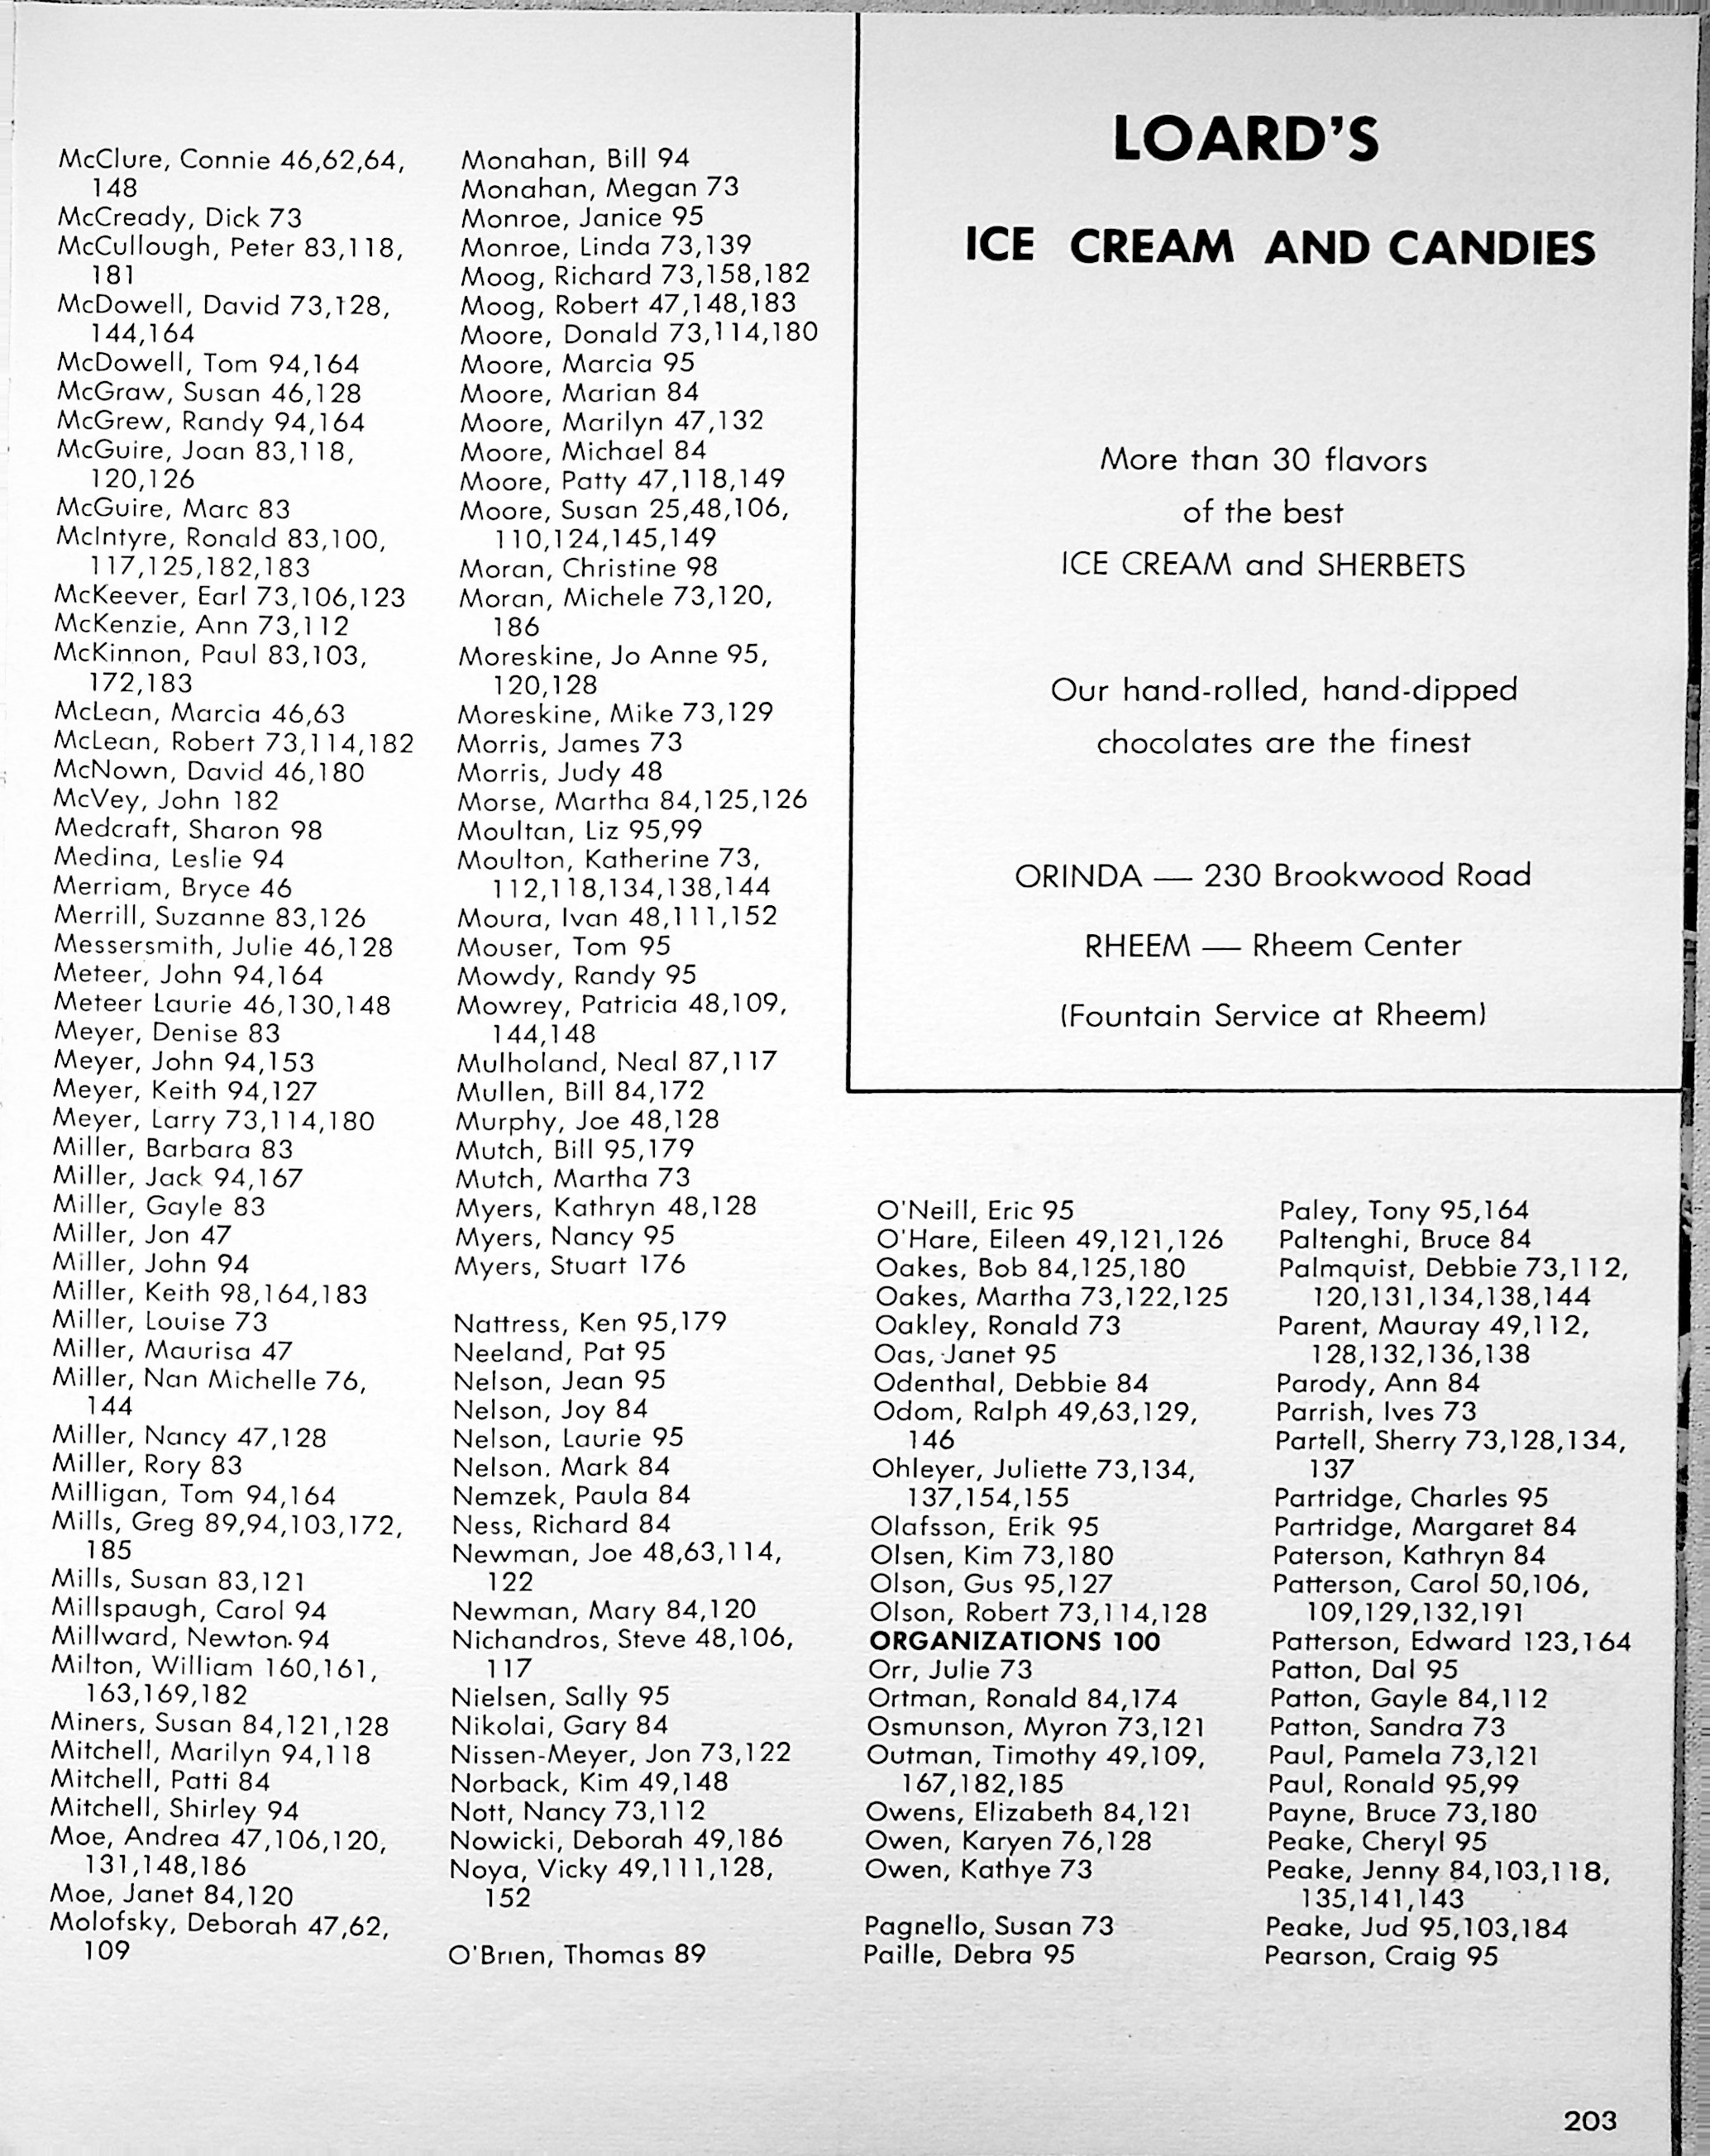 McClure, Connie 46,62,64,
148
McCready, Dick 73
McCullough, Peter 83,118,
181
McDowell, David 73,128,
144,164
McDowell, Tom 94,164
McGraw, Susan 46,128
McGrew, Randy 94,164
McGuire, Joan 83,118,
120,126
McGuire, Marc 83
McIntyre, Ronald 83,100,
117,125,182,183
McKeever, Earl 73,106,123
McKenzie, Ann 73,112
McKinnon, Paul 83,103,
172,183
McLean, Marcia 46,63
McLean, Robert 73,114,182
McNown, David 46,180
McVey, John 182
Medcraft, Sharon 98
Medina, Leslie 94
Merriam, Bryce 46
Merrill, Suzanne 83,126
Messersmith, Julie 46,128
Meteer, John 94,164
Meteer Laurie 46,130,148
Meyer, Denise 83
Meyer, John 94,153
Meyer, Keith 94,127
Meyer, Larry 73,114,180
Miller, Barbara 83
Miller, Jack 94,167
Miller, Gayle 83
Miller, Jon 47
Miller, John 94
Miller, Keith 98,164,183
Miller, Louise 73
Miller, Maurisa 47
Miller, Nan Michelle 76,
144
Miller, Nancy 47,128
Miller, Rory 83
Milligan, Tom 94,164
Mills, Greg 89,94,103,172,
185
Mills, Susan 83,121
Millspaugh, Carol 94
Millward, Newton. 94
Milton, William 160,161,
163,169,182
Miners, Susan 84,121,128
Mitchell, Marilyn 94,118
Mitchell, Patti 84
Mitchell, Shirley 94
Moe, Andrea 47,106,120,
131,148,186
Moe, Janet 84,120
Molofsky, Deborah 47,62,
109
Monahan, Bill 94
Monahan, Megan 73
Monroe, Janice 95
Monroe, Linda 73,139
Moog, Richard 73,158,182
Moog, Robert 47,148,183
Moore, Donald 73,114,180
Moore, Marcia 95
Moore, Marian 84
Moore, Marilyn 47,132
Moore, Michael 84
Moore, Patty 47,118,149
Moore, Susan 25,48,106,
110,124,145,149
Moran, Christine 98
Moran, Michele 73,120,
186
Moreskine, Jo Anne 95,
120,128
Moreskine, Mike 73,129
Morris, James 73
Morris, Judy 48
Morse, Martha 84,125,126
Moultan, Liz 95,99
Moulton, Katherine 73,
112,118,134,138,144
Moura, Ivan 48,111,152
Mouser, Tom 95
Mowdy, Randy 95
Mowrey, Patricia 48,109,
144,148
Mulholand, Neal 87,117
Mullen, Bill 84,172
Murphy, Joe 48,128
Mutch, Bill 95,179
Mutch, Martha 73
Myers, Kathryn 48,128
Myers, Nancy 95
Myers, Stuart 176
Nattress, Ken 95,179
Neeland, Pat 95
Nelson, Jean 95
Nelson, Joy 84
Nelson, Laurie 95
Nelson. Mark 84
Nemzek, Paula 84
Ness, Richard 84
Newman, Joe 48,63,114,
122
Newman, Mary 84,120
Nichandros, Steve 48,106,
117
Nielsen, Sally 95
Nikolai, Gary 84
Nissen-Meyer, Jon 73,122
Norback, Kim 49,148
Nott, Nancy 73,112
Nowicki, Deborah 49,186
Noya, Vicky 49,111,128,
152
O'Brien, Thomas 89
LOARD'S
ICE CREAM AND CANDIES
More than 30 flavors
of the best
ICE CREAM and SHERBETS
Our hand-rolled, hand-dipped
chocolates are the finest
ORINDA — 230 Brookwood Road
RHEEM — Rheem Center
(Fountain Service at Rheem)
O'Neill, Eric 95
O'Hare, Eileen 49,121,126
Oakes, Bob 84,125,180
Oakes, Martha 73,122,125
Oakley, Ronald 73
Oas, Janet 95
Odenthal, Debbie 84
Odom, Ralph 49,63,129,
146
Ohleyer, Juliette 73,134,
137,154,155
Olafsson, Erik 95
Olsen, Kim 73,180
Olson, Gus 95,127
Olson, Robert 73,114,128
ORGANIZATIONS 100
Orr, Julie 73
Ortman, Ronald 84,174
Osmunson, Myron 73,121
Outman, Timothy 49,109,
167,182,185
Owens, Elizabeth 84,121
Owen, Karyen 76,128
Owen, Kathye 73
Pagnello, Susan 73
Paille, Debra 95
Paley, Tony 95,164
Paltenghi, Bruce 84
Palmquist, Debbie 73,112,
120,131,134,138,144
Parent, Mauray 49,112,
128,132,136,138
Parody, Ann 84
Parrish, Ives 73
Partell, Sherry 73,128,134,
137
Partridge, Charles 95
Partridge, Margaret 84
Paterson, Kathryn 84
Patterson, Carol 50,106,
109,129,132,191
Patterson, Edward 123,164
Patton, Dal 95
Patton, Gayle 84,112
Patton, Sandra 73
Paul, Pamela 73,121
Paul, Ronald 95,99
Payne, Bruce 73,180
Peake, Cheryl 95
Peake, Jenny 84,103,118,
135,141,143
Peake, Jud 95,103,184
Pearson, Craig 95
203